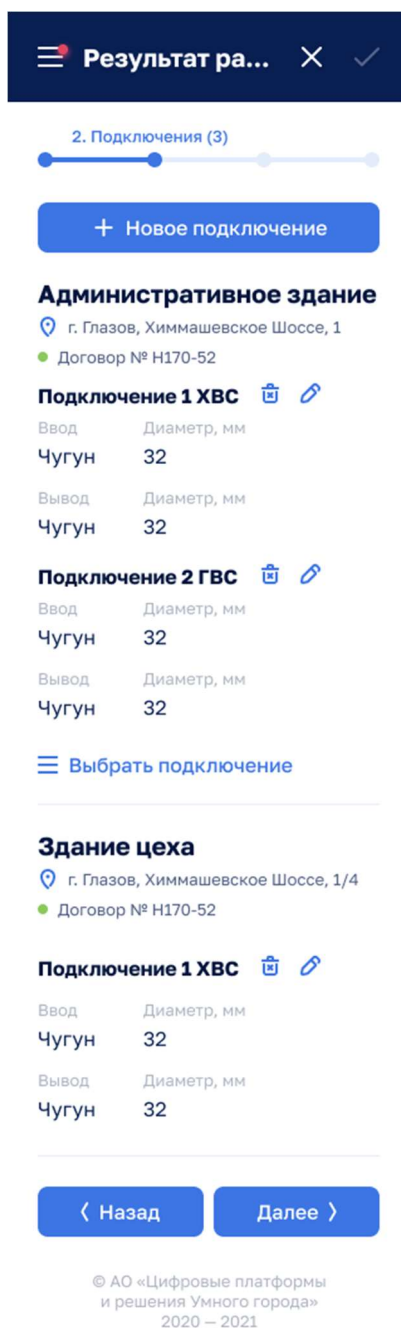 Результат ра...
2. Подключения (3)
+ Новое подключение
Административное здание
г. Глазов, Химмашевское Шоссе, 1
Договор № Н170-52
Подключение 1 ХВС
Ввод Диаметр, мм
Чугун 32
Вывод Диаметр, мм
Чугун 32
Подключение 2 ГВС
Ввод Диаметр, мм
Чугун 32
Вывод Диаметр, мм
Чугун 32
Выбрать подключение
Здание цеха
г. Глазов, Химмашевское Шоссе, 1/4
Договор № Н170-52
Подключение 1 ХВС
Ввод Диаметр, мм
Чугун 32
Вывод Диаметр, мм
Чугун 32
Назад Далее
© АО «Цифровые платформы
и решения Умного города»
2020 — 2021